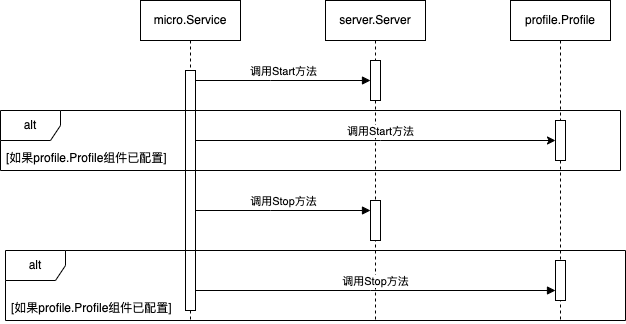 micro.Service
server.Server
profile.Profile
调用Start方法
alt
调用Start方法
[如果profile.Profile组件已配置]
调用Stop方法
alt
调用Stop方法
[如果profile.Profile组件已配置]